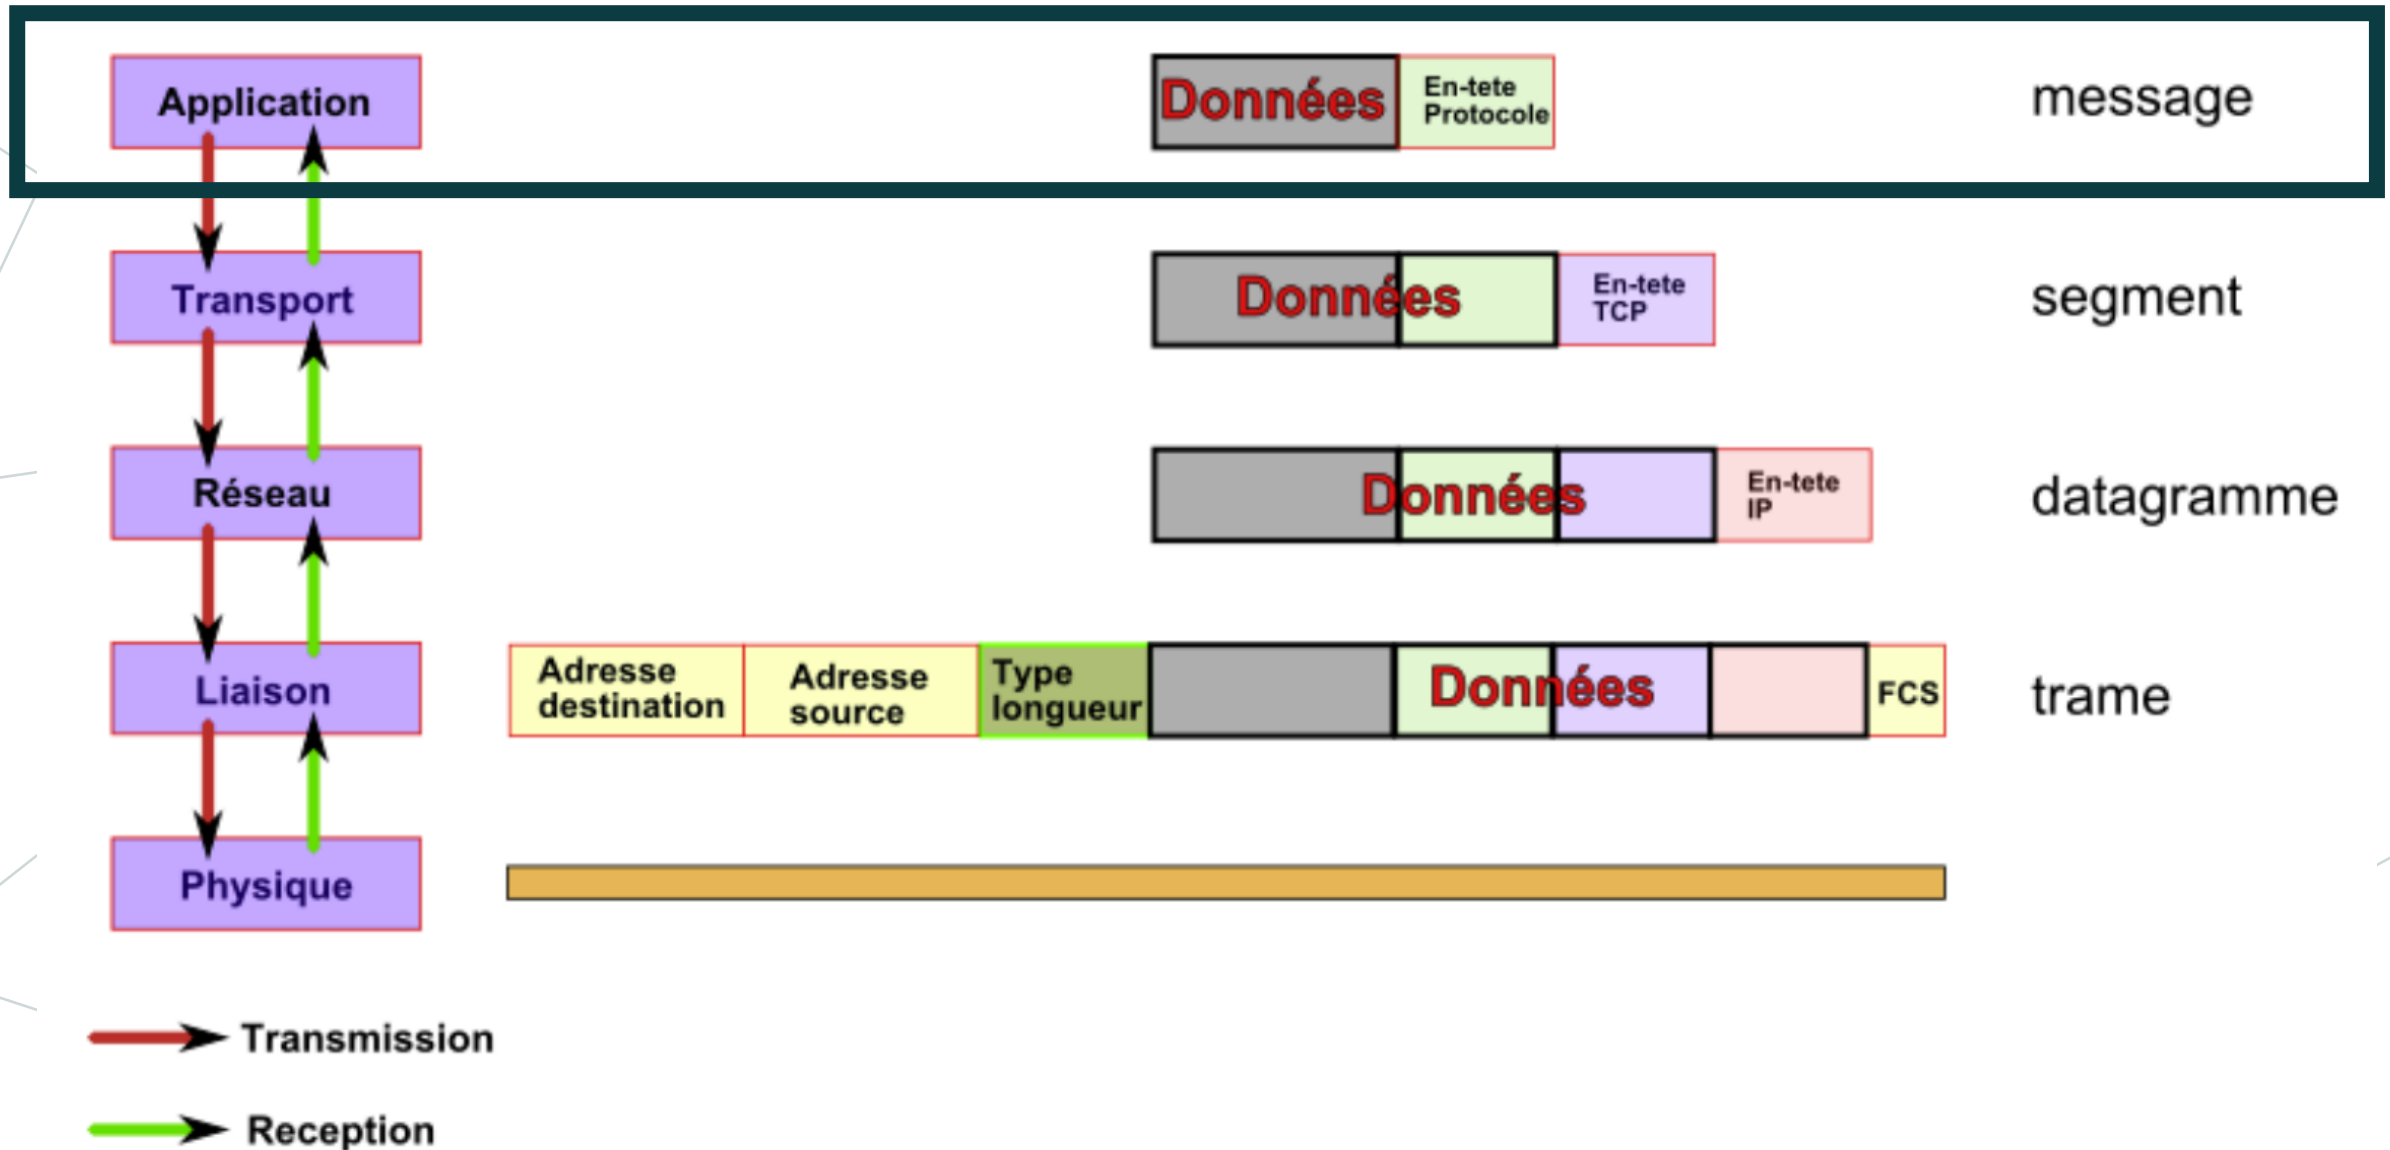 Application
Données
En-tete
Protocole
message
Transport
Données
En-tete
TCP
segment
Réseau
Données
En-tete
IP
datagramme
Liaison
Adresse
destination
Adresse
source
Type
longueur
Données
FCS
trame
Physique
Transmission
Reception